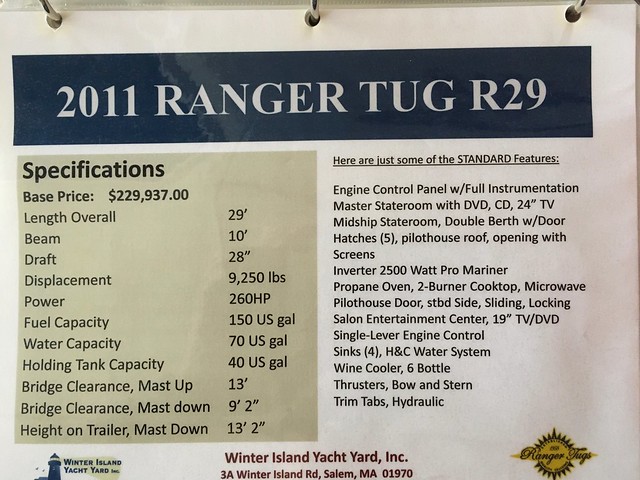 2011 RANGER TUG R29
Specifications
Base Price: $229,937.00
Length Overall 29'
Beam 10'
Draft 28”
Displacement 9,250 lbs
Power 260HP
Fuel Capacity 150 US gal
Water Capacity 70 US gal
Holding Tank Capacity 40 US gal
Bridge Clearance, Mast Up 13’
Bridge Clearance, Mast down 9’ 2”
Height on Trailer, Mast Down 13’ 2”
Here are just some of the STANDARD Features:
Engine Control Panel w/Full Instrumentation
Master Stateroom with DVD, CD, 24” TV
Midship Stateroom, Double Berth w/Door
Hatches (5), pilothouse roof, opening with
Screens
Inverter 2500 Watt Pro Mariner
Propane Oven, 2-Burner Cooktop, Microwave
Pilothouse Door, stbd Side, Sliding, Locking
Salon Entertainment Center, 19” TV/DVD
Single-Lever Engine Control
Sinks (4), H&C Water System
Wine Cooler, 6 Bottle
Thrusters, Bow and Stern
Trim Tabs, Hydraulic
WINTER ISLAND
YACHT YARD INC.
Winter Island Yacht Yard, Inc.
3A Winter Island Rd, Salem, MA 01970
Ranger Tugs